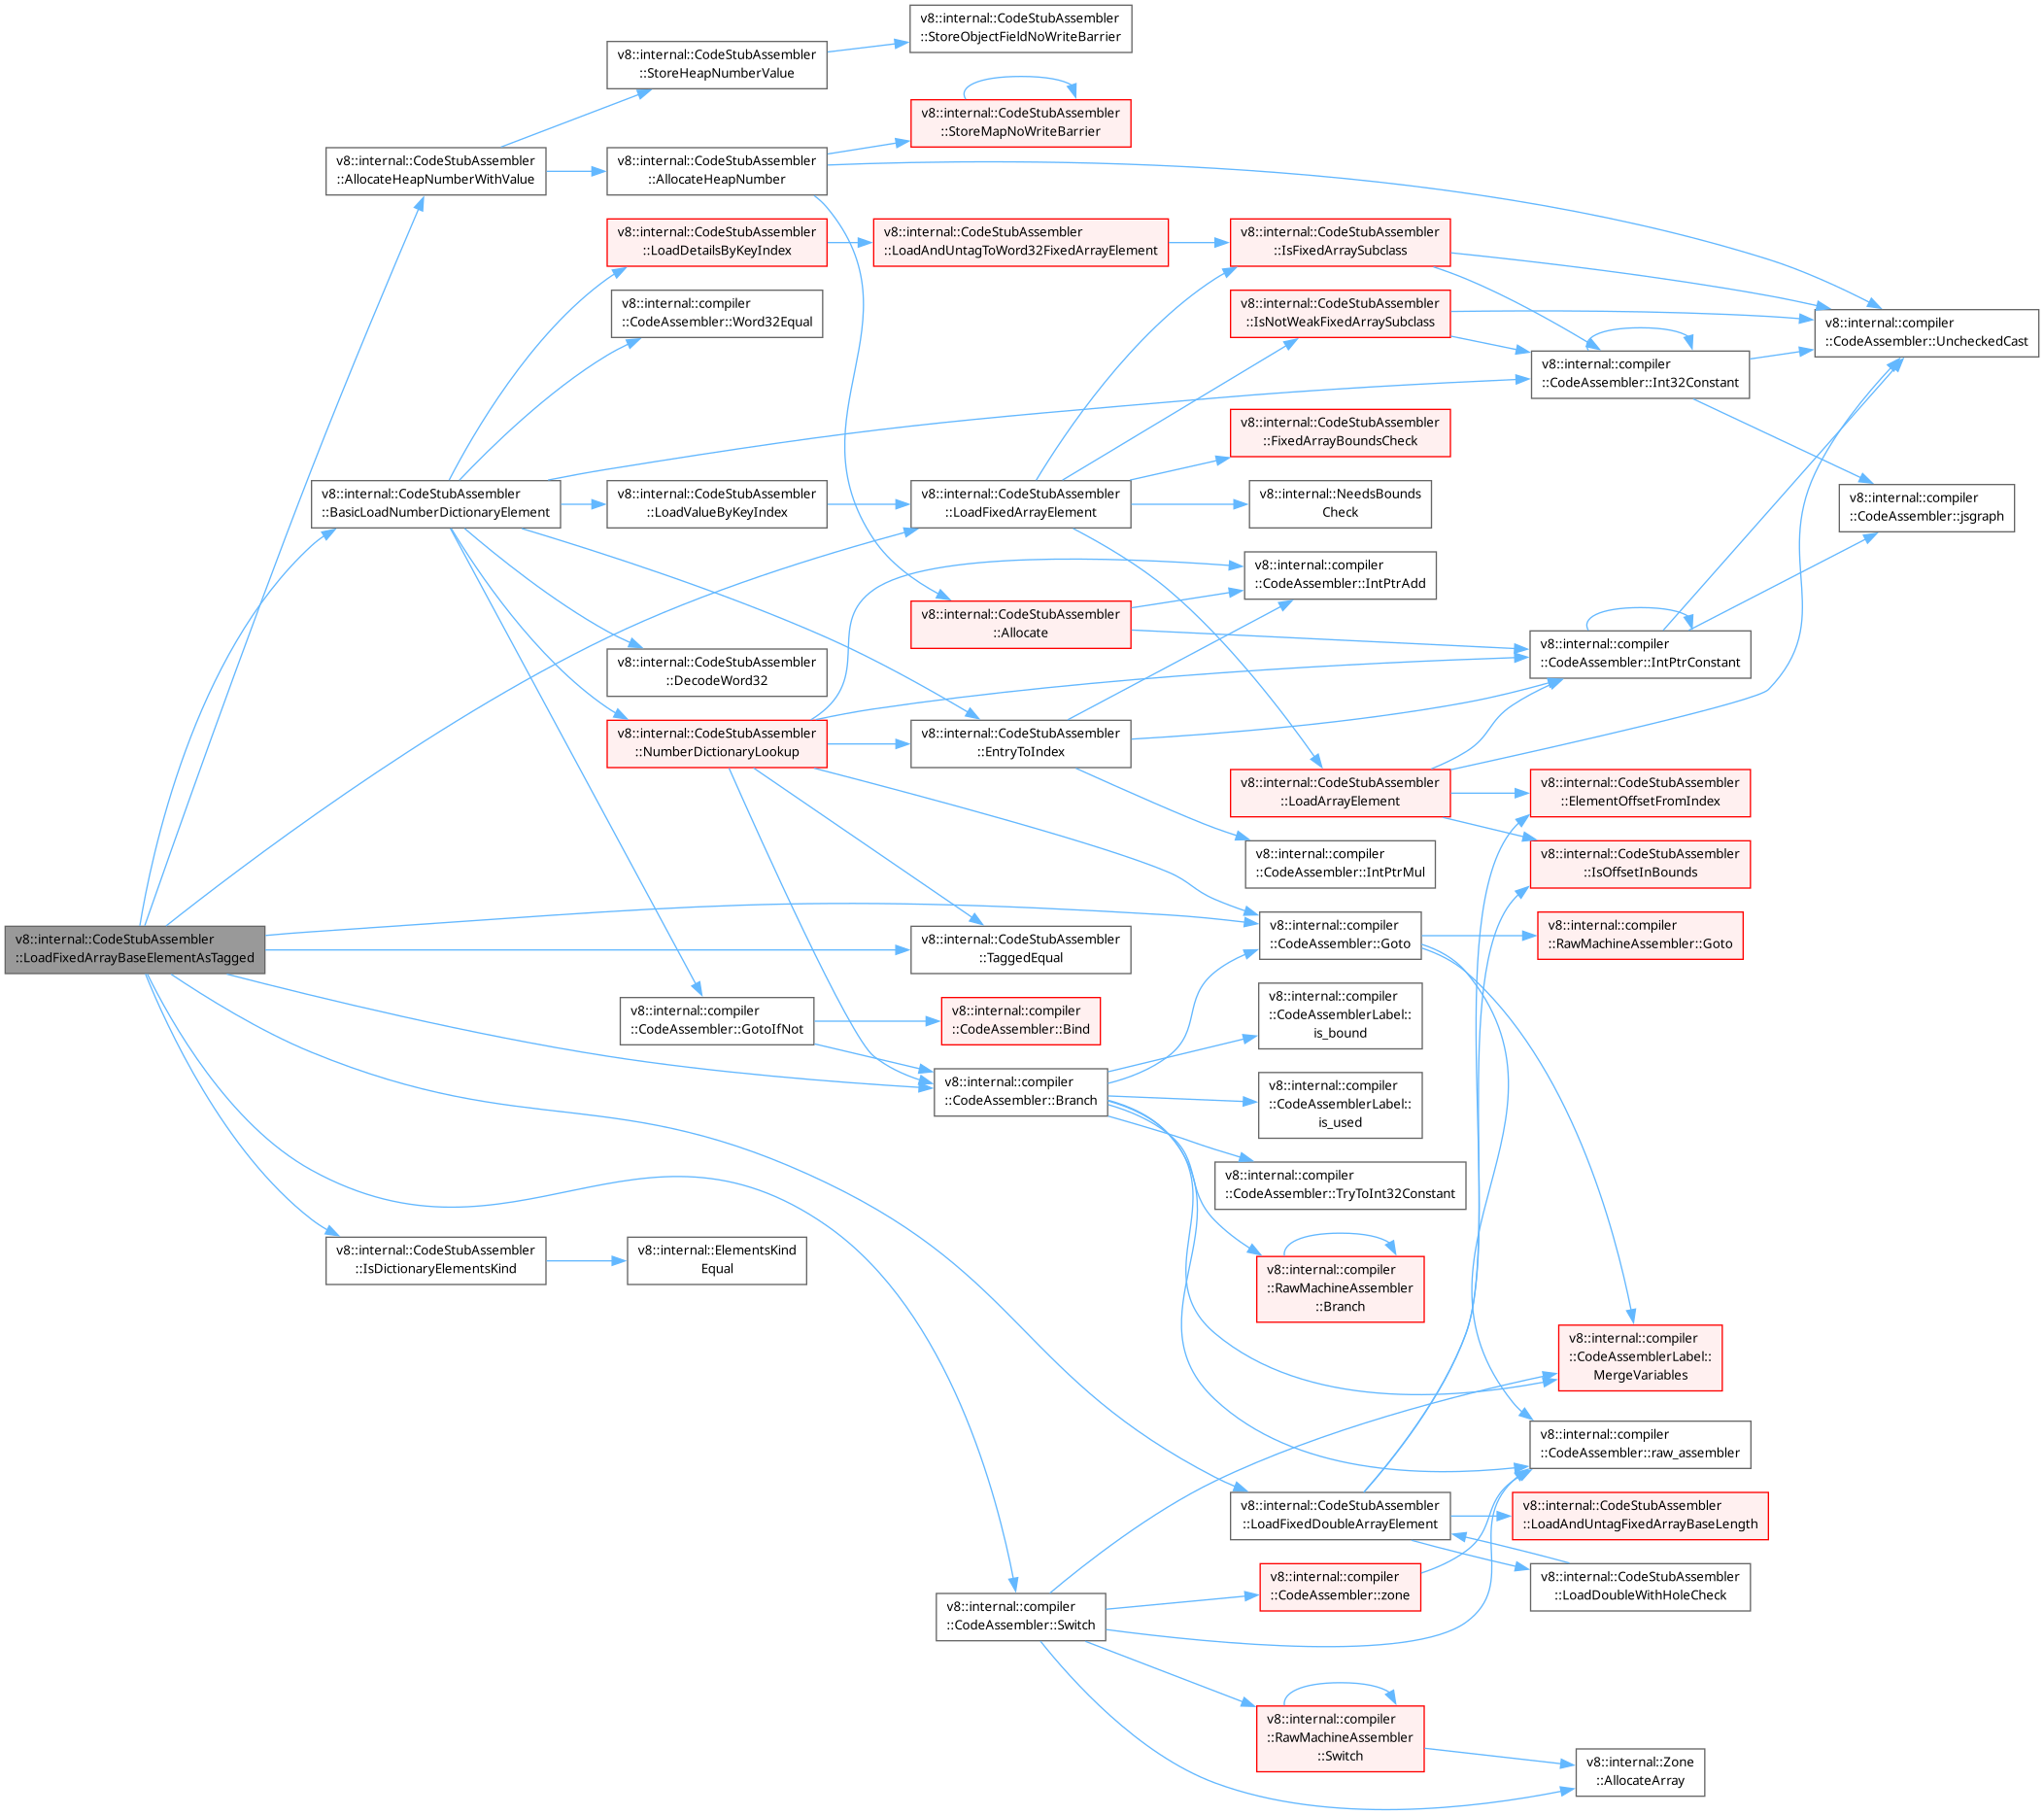 v8::internal::CodeStubAssembler
::StoreObjectFieldNoWriteBarrier
v8::internal::CodeStubAssembler
::StoreHeapNumberValue
v8::internal::CodeStubAssembler
::StoreMapNoWriteBarrier
v8::internal::CodeStubAssembler
::AllocateHeapNumberWithValue
v8::internal::CodeStubAssembler
::AllocateHeapNumber
v8::internal::CodeStubAssembler
::LoadDetailsByKeyIndex
v8::internal::CodeStubAssembler
::LoadAndUntagToWord32FixedArrayElement
v8::internal::CodeStubAssembler
::IsFixedArraySubclass
v8::internal::compiler
::CodeAssembler::Word32Equal
v8::internal::CodeStubAssembler
::IsNotWeakFixedArraySubclass
v8::internal::compiler
::CodeAssembler::UncheckedCast
v8::internal::compiler
::CodeAssembler::Int32Constant
v8::internal::CodeStubAssembler
::FixedArrayBoundsCheck
v8::internal::CodeStubAssembler
::BasicLoadNumberDictionaryElement
v8::internal::CodeStubAssembler
::LoadValueByKeyIndex
v8::internal::CodeStubAssembler
::LoadFixedArrayElement
v8::internal::NeedsBounds
Check
v8::internal::compiler
::CodeAssembler::jsgraph
v8::internal::compiler
::CodeAssembler::IntPtrAdd
v8::internal::CodeStubAssembler
::Allocate
v8::internal::compiler
::CodeAssembler::IntPtrConstant
v8::internal::CodeStubAssembler
::DecodeWord32
v8::internal::CodeStubAssembler
::NumberDictionaryLookup
v8::internal::CodeStubAssembler
::EntryToIndex
v8::internal::CodeStubAssembler
::LoadArrayElement
v8::internal::CodeStubAssembler
::ElementOffsetFromIndex
v8::internal::compiler
::CodeAssembler::IntPtrMul
v8::internal::CodeStubAssembler
::IsOffsetInBounds
v8::internal::CodeStubAssembler
::LoadFixedArrayBaseElementAsTagged
v8::internal::CodeStubAssembler
::TaggedEqual
v8::internal::compiler
::CodeAssembler::Goto
v8::internal::compiler
::RawMachineAssembler::Goto
v8::internal::compiler
::CodeAssembler::GotoIfNot
v8::internal::compiler
::CodeAssembler::Bind
v8::internal::compiler
::CodeAssemblerLabel::
is_bound
v8::internal::compiler
::CodeAssembler::Branch
v8::internal::compiler
::CodeAssemblerLabel::
is_used
v8::internal::compiler
::CodeAssembler::TryToInt32Constant
v8::internal::CodeStubAssembler
::IsDictionaryElementsKind
v8::internal::ElementsKind
Equal
v8::internal::compiler
::RawMachineAssembler
::Branch
v8::internal::compiler
::CodeAssemblerLabel::
MergeVariables
v8::internal::compiler
::CodeAssembler::raw_assembler
v8::internal::CodeStubAssembler
::LoadFixedDoubleArrayElement
v8::internal::CodeStubAssembler
::LoadAndUntagFixedArrayBaseLength
v8::internal::compiler
::CodeAssembler::Switch
v8::internal::compiler
::CodeAssembler::zone
v8::internal::CodeStubAssembler
::LoadDoubleWithHoleCheck
v8::internal::compiler
::RawMachineAssembler
::Switch
v8::internal::Zone
::AllocateArray